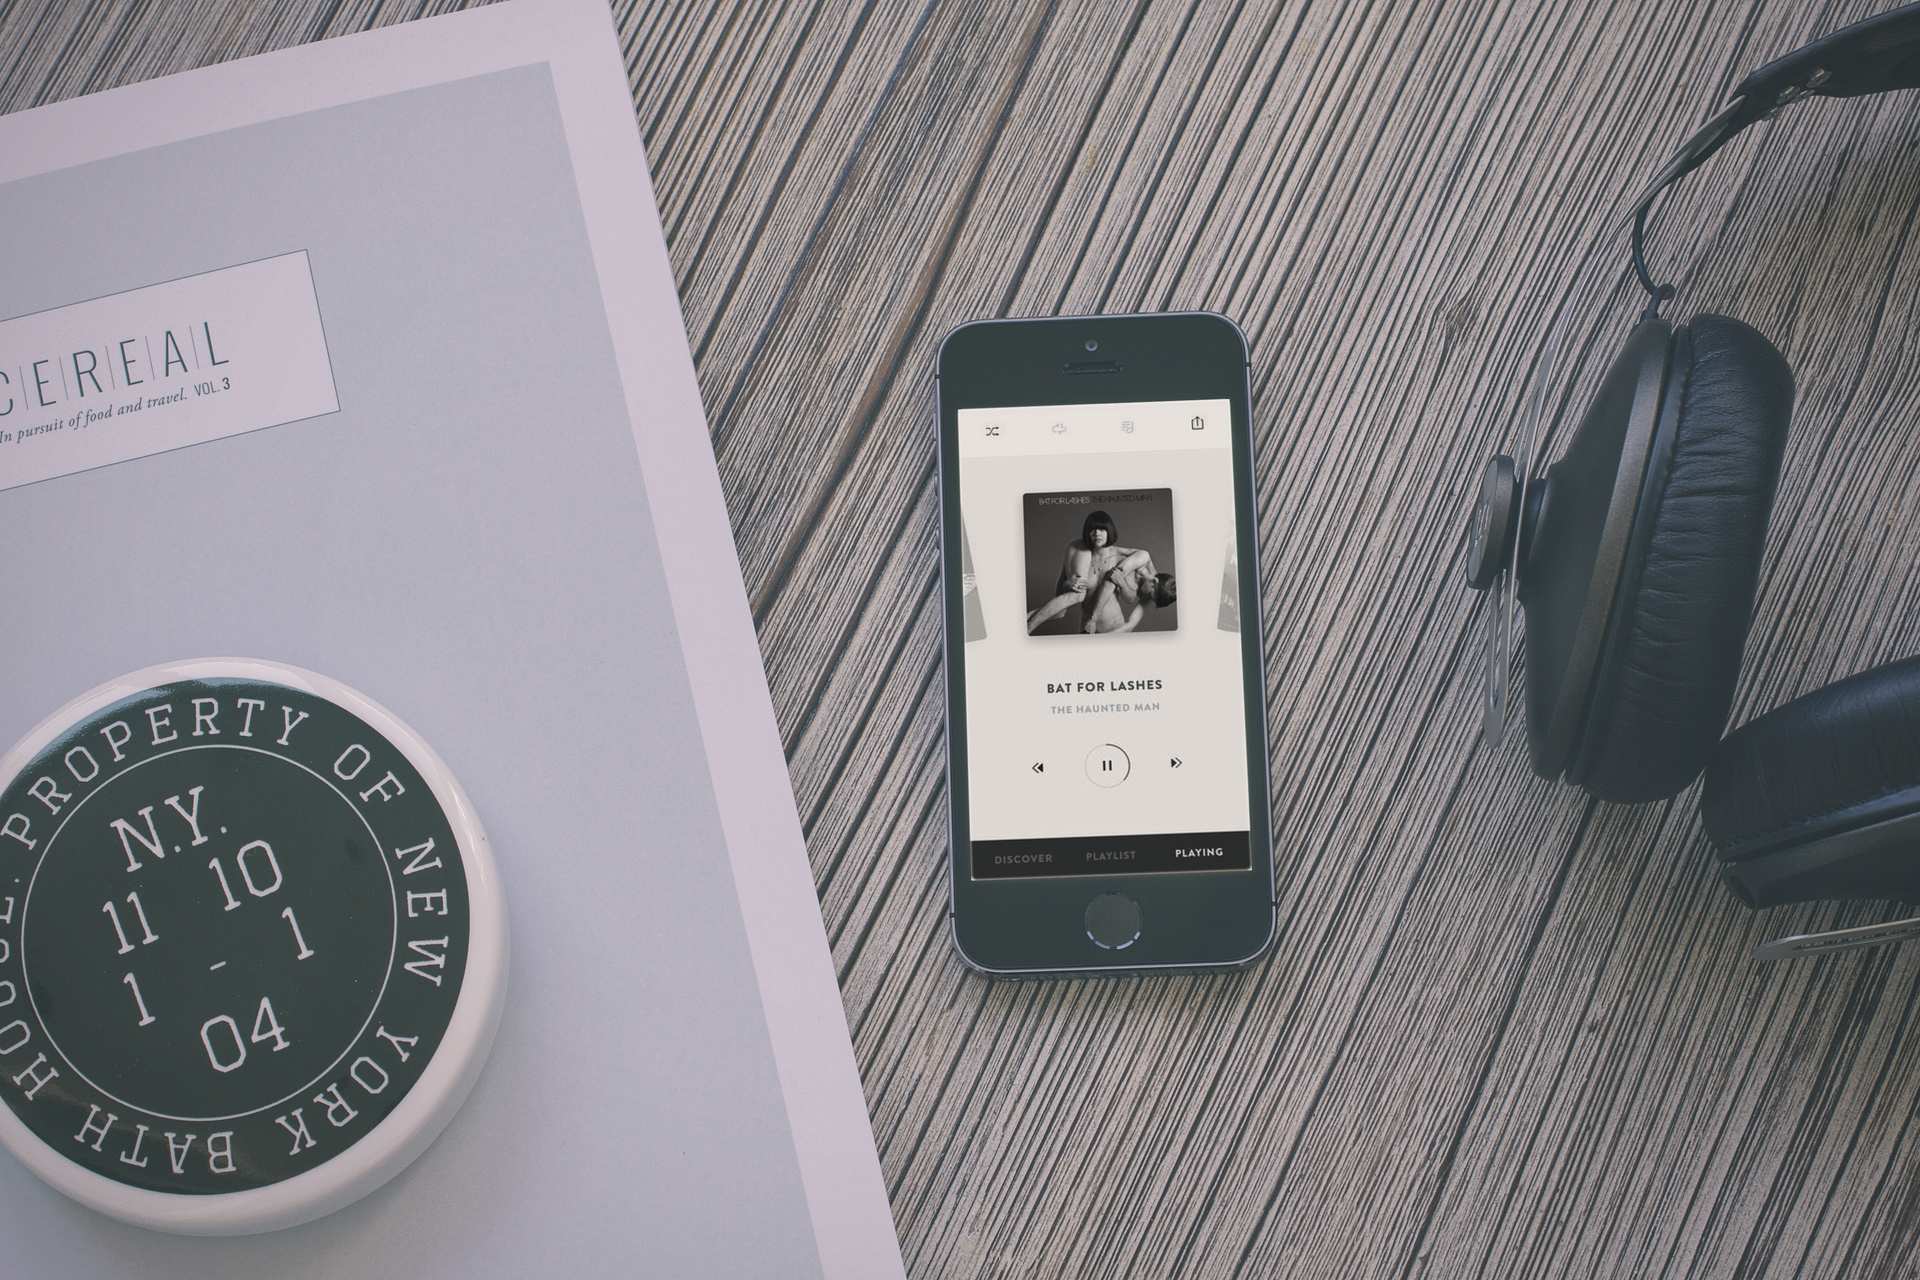 CEREAL
In pursuit of food and travel. VOL.3
PROPERTY OF NEW YORK BATH HOUSE.
N.Y.
11 10
1 - 1
04
BAT FOR LASHES THE HAUNTED MAN
BAT FOR LASHES
THE HAUNTED MAN
DISCOVER PLAYLIST PLAYING